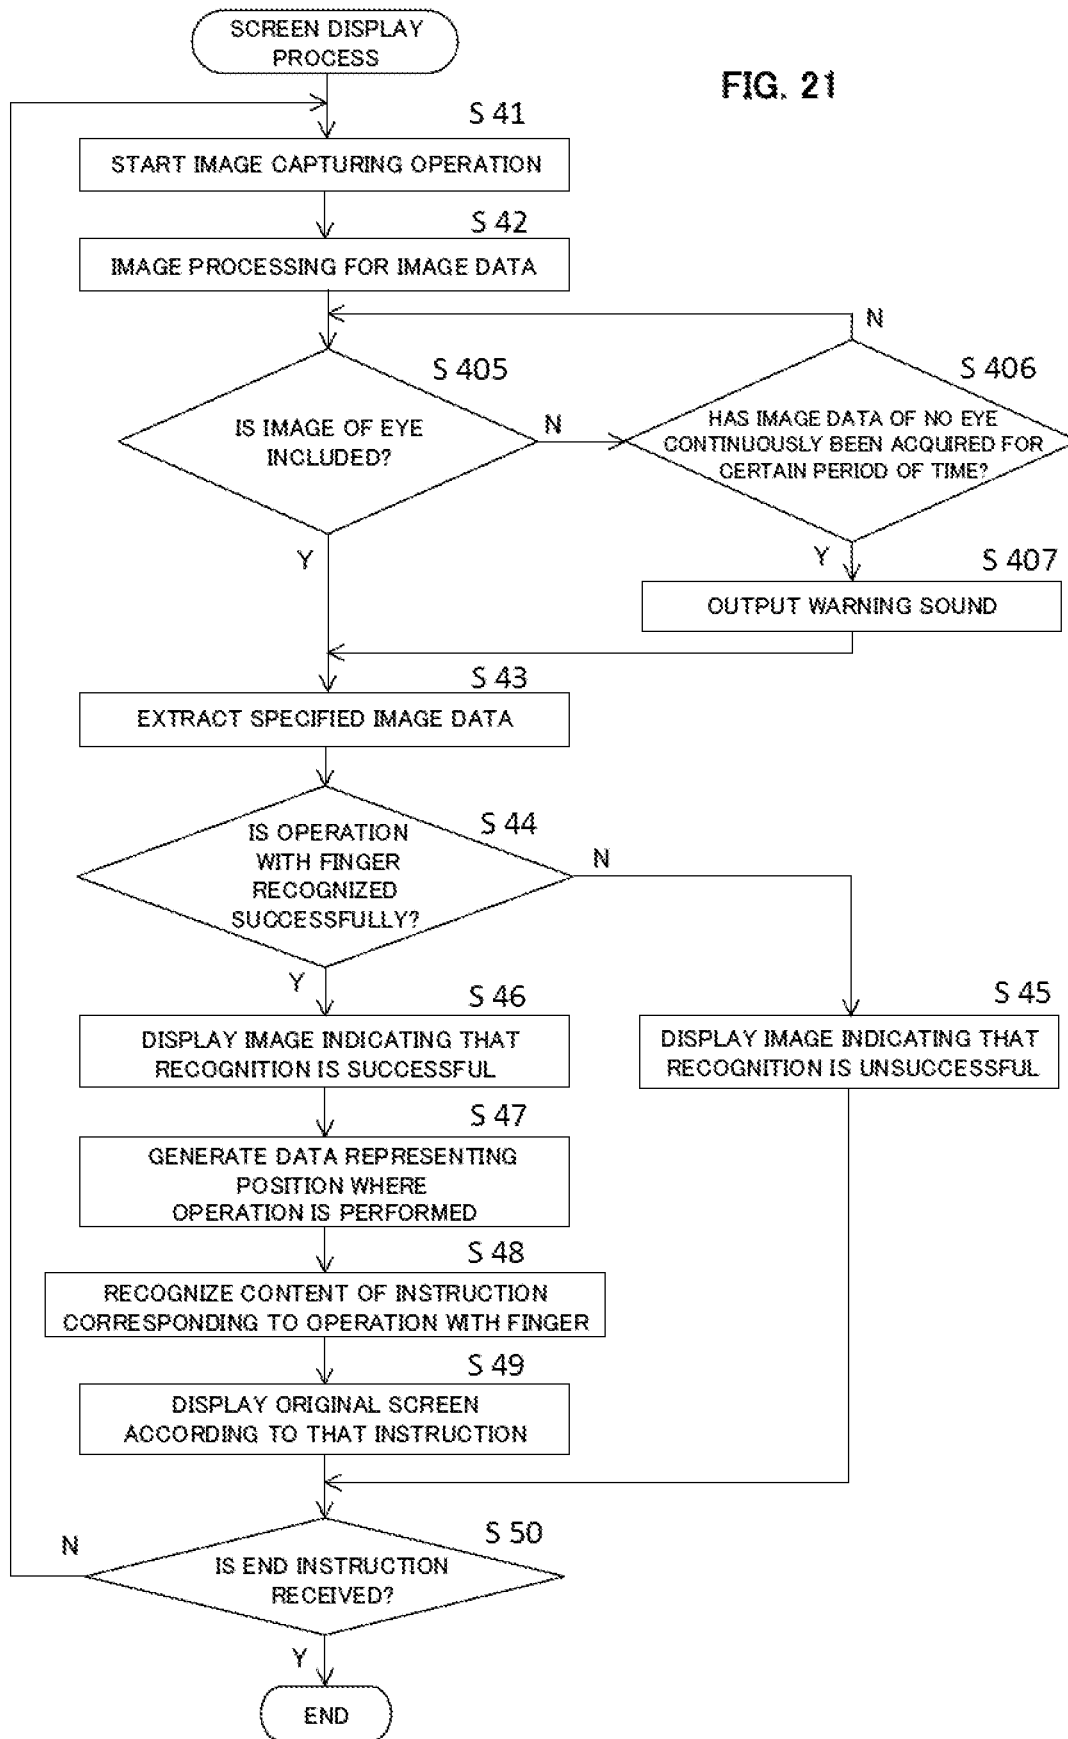 SCREEN DISPLAY
PROCESS
FIG. 21
S 41
START IMAGE CAPTURING OPERATION
S 42
IMAGE PROCESSING FOR IMAGE DATA
N
S 405
S 406
IS IMAGE OF EYE
INCLUDED?
N
HAS IMAGE DATA OF NO EYE
CONTINUOUSLY BEEN ACQUIRED FOR
CERTAIN PERIOD OF TIME?
Y
Y
S 407
OUTPUT WARNING SOUND
S 43
EXTRACT SPECIFIED IMAGE DATA
S 44
IS OPERATION
WITH FINGER
RECOGNIZED
SUCCESSFULLY?
N
Y
S 46
DISPLAY IMAGE INDICATING THAT
RECOGNITION IS SUCCESSFUL
S 45
DISPLAY IMAGE INDICATING THAT
RECOGNITION IS UNSUCCESSFUL
S 47
GENERATE DATA REPRESENTING
POSITION WHERE
OPERATION IS PERFORMED
S 48
RECOGNIZE CONTENT OF INSTRUCTION
CORRESPONDING TO OPERATION WITH FINGER
S 49
DISPLAY ORIGINAL SCREEN
ACCORDING TO THAT INSTRUCTION
S 50
N
IS END INSTRUCTION
RECEIVED?
Y
END